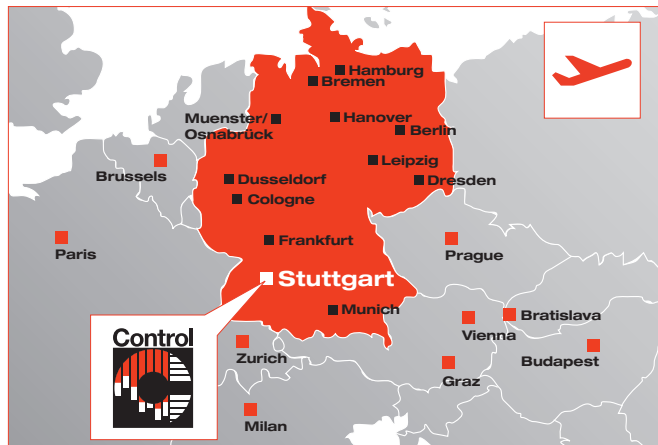 Hamburg
Bremen
Muenster/
Osnabrück
Hanover
Berlin
Leipzig
Brussels
Dusseldorf
Dresden
Cologne
Paris
Frankfurt
Prague
Stuttgart
Munich
Bratislava
Control
Vienna
Zurich
Budapest
Graz
Milan